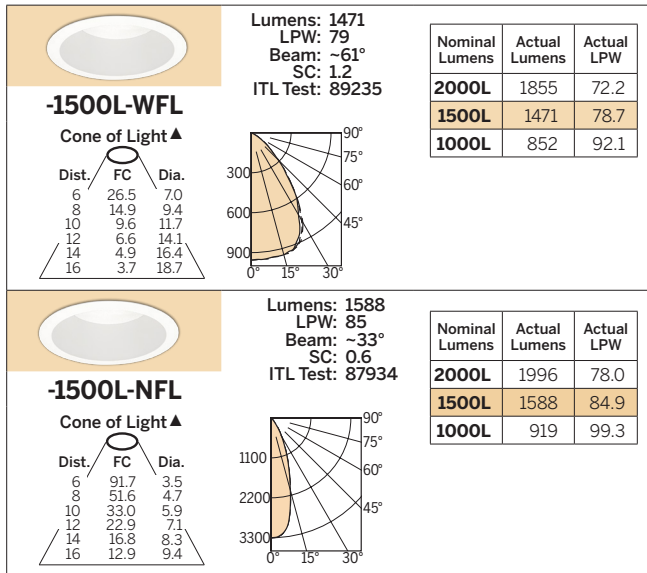 -1500L-WFL
Cone of Light▲
Dist. FC Dia.
6 26.5 7.0
8 14.9 9.4
10 9.6 11.7
12 6.6 14.1
14 4.9 16.4
16 3.7 18.7
Lumens: 1471
LPW: 79
Beam: ~61°
SC: 1.2
ITL Test: 89235
90°
75°
300
60°
600
45°
900
0° 15° 30°
Nominal Lumens Actual Lumens Actual LPW
2000L 1855 72.2
1500L 1471 78.7
1000L 852 92.1
-1500L-NFL
Cone of Light▲
Dist. FC Dia.
6 91.7 3.5
8 51.6 4.7
10 33.0 5.9
12 22.9 7.1
14 16.8 8.3
16 12.9 9.4
Lumens: 1588
LPW: 85
Beam: ~33°
SC: 0.6
ITL Test: 87934
90°
75°
1100
60°
2200
45°
3300
0° 15° 30°
Nominal Lumens Actual Lumens Actual LPW
2000L 1996 78.0
1500L 1588 84.9
1000L 919 99.3